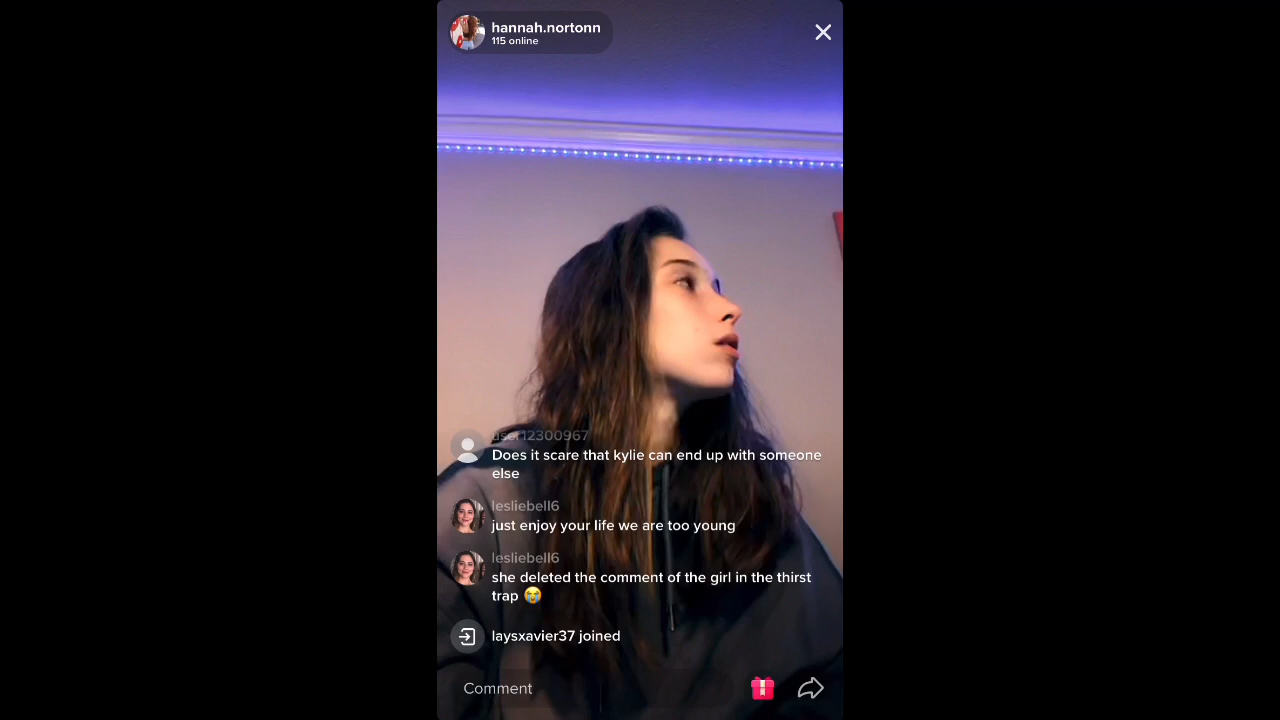 hannah.nortonn
115 online
user12300967
Does it scare that kylie can end up with someone
else
lesliebell6
just enjoy your life we are too young
lesliebell6
she deleted the comment of the girl in the thirst
trap 😭
laysxavier37 joined
Comment